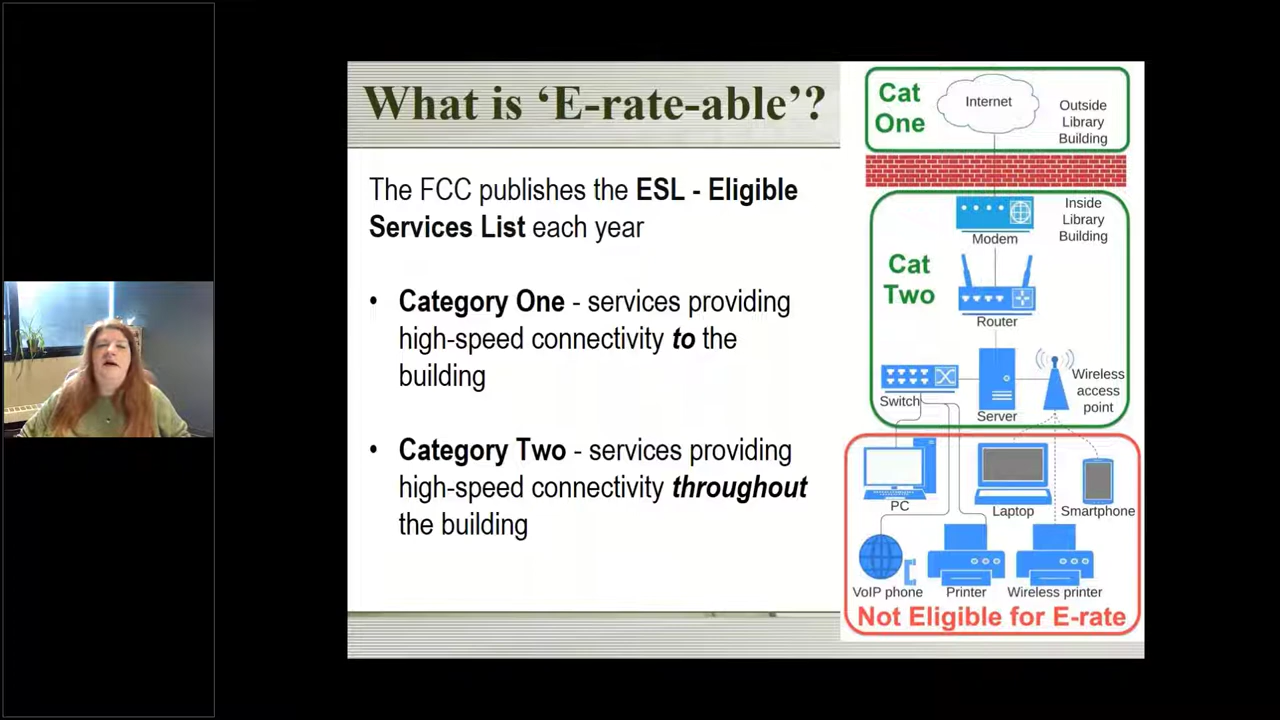 What is ‘E-rate-able’?
The FCC publishes the ESL - Eligible
Services List each year
• Category One - services providing
high-speed connectivity to the
building
• Category Two - services providing
high-speed connectivity throughout
the building
Cat
One
Internet
Outside
Library
Building
Inside
Library
Building
Modem
Cat
Two
Router
Switch
Server
Wireless
access
point
PC
Laptop
Smartphone
VoIP phone
Printer
Wireless printer
Not Eligible for E-rate